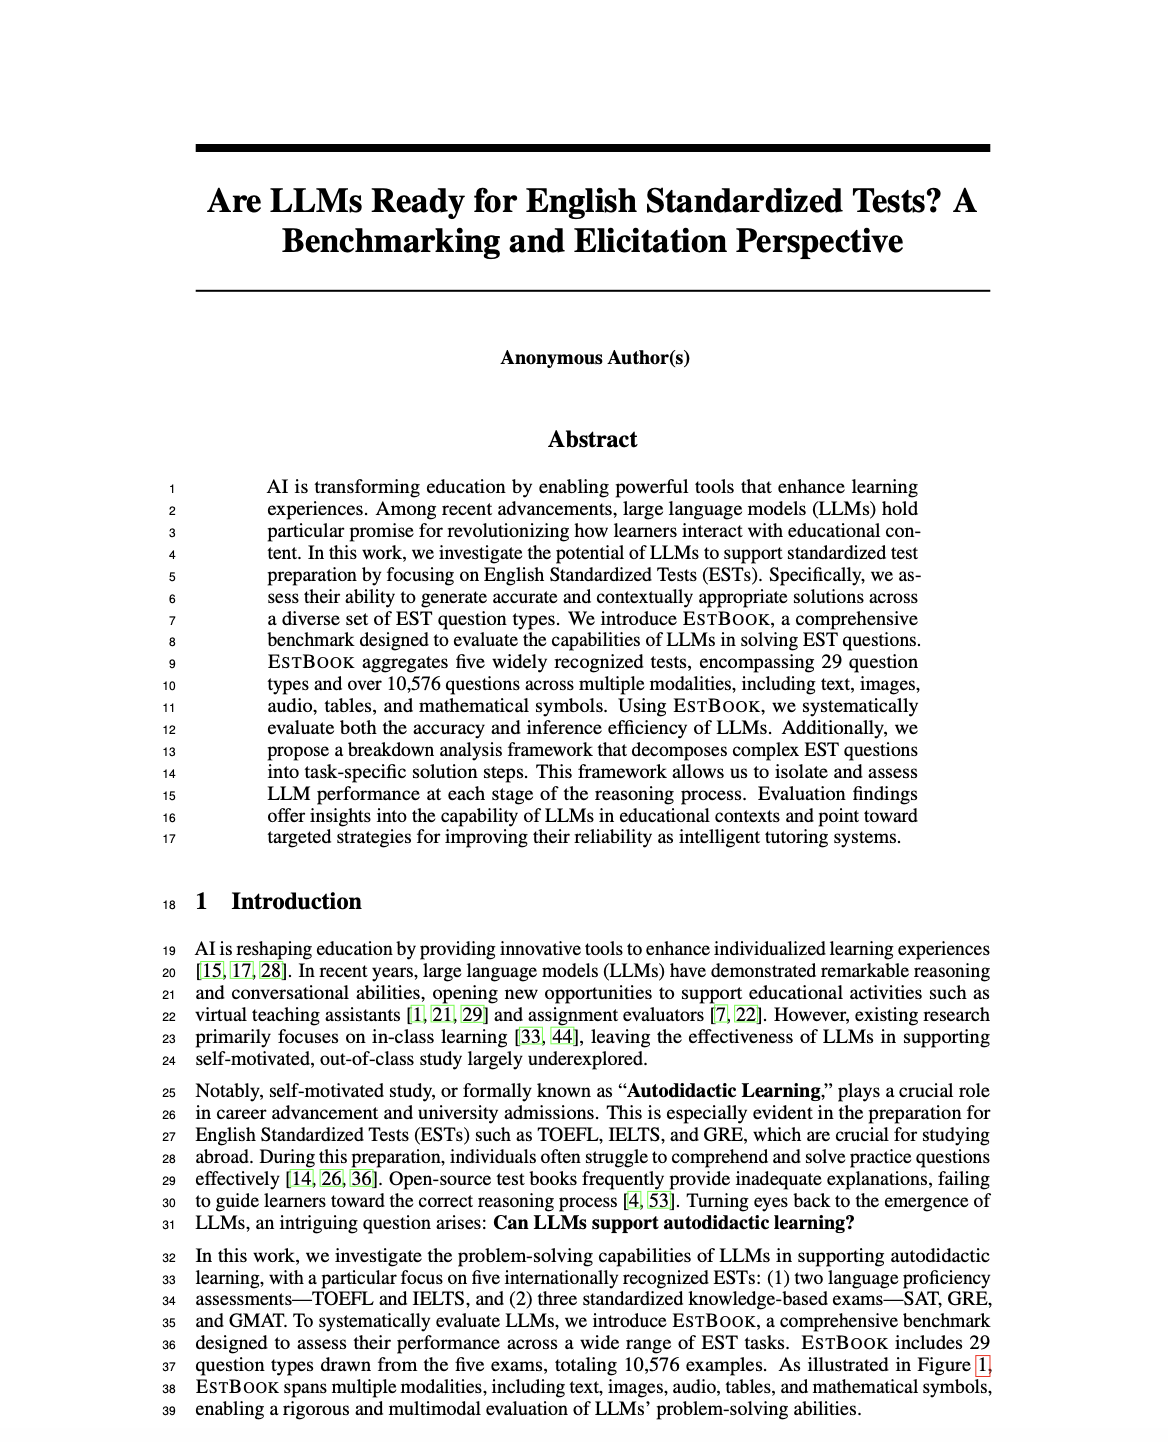 Are LLMs Ready for English Standardized Tests? A
Benchmarking and Elicitation Perspective
Anonymous Author(s)
Abstract
1 AI is transforming education by enabling powerful tools that enhance learning
2 experiences. Among recent advancements, large language models (LLMs) hold
3 particular promise for revolutionizing how learners interact with educational con-
4 tent. In this work, we investigate the potential of LLMs to support standardized test
5 preparation by focusing on English Standardized Tests (ESTs). Specifically, we as-
6 sess their ability to generate accurate and contextually appropriate solutions across
7 a diverse set of EST question types. We introduce ESTBOOK, a comprehensive
8 benchmark designed to evaluate the capabilities of LLMs in solving EST questions.
9 ESTBOOK aggregates five widely recognized tests, encompassing 29 question
10 types and over 10,576 questions across multiple modalities, including text, images,
11 audio, tables, and mathematical symbols. Using ESTBOOK, we systematically
12 evaluate both the accuracy and inference efficiency of LLMs. Additionally, we
13 propose a breakdown analysis framework that decomposes complex EST questions
14 into task-specific solution steps. This framework allows us to isolate and assess
15 LLM performance at each stage of the reasoning process. Evaluation findings
16 offer insights into the capability of LLMs in educational contexts and point toward
17 targeted strategies for improving their reliability as intelligent tutoring systems.
18 1 Introduction
19 AI is reshaping education by providing innovative tools to enhance individualized learning experiences
20 [15, 17, 28]. In recent years, large language models (LLMs) have demonstrated remarkable reasoning
21 and conversational abilities, opening new opportunities to support educational activities such as
22 virtual teaching assistants [1, 21, 29] and assignment evaluators [7, 22]. However, existing research
23 primarily focuses on in-class learning [33, 44], leaving the effectiveness of LLMs in supporting
24 self-motivated, out-of-class study largely underexplored.
25 Notably, self-motivated study, or formally known as “Autodidactic Learning,” plays a crucial role
26 in career advancement and university admissions. This is especially evident in the preparation for
27 English Standardized Tests (ESTs) such as TOEFL, IELTS, and GRE, which are crucial for studying
28 abroad. During this preparation, individuals often struggle to comprehend and solve practice questions
29 effectively [14, 26, 36]. Open-source test books frequently provide inadequate explanations, failing
30 to guide learners toward the correct reasoning process [4, 53]. Turning eyes back to the emergence of
31 LLMs, an intriguing question arises: Can LLMs support autodidactic learning?
32 In this work, we investigate the problem-solving capabilities of LLMs in supporting autodidactic
33 learning, with a particular focus on five internationally recognized ESTs: (1) two language proficiency
34 assessments—TOEFL and IELTS, and (2) three standardized knowledge-based exams—SAT, GRE,
35 and GMAT. To systematically evaluate LLMs, we introduce ESTBOOK, a comprehensive benchmark
36 designed to assess their performance across a wide range of EST tasks. ESTBOOK includes 29
37 question types drawn from the five exams, totaling 10,576 examples. As illustrated in Figure 1,
38 ESTBOOK spans multiple modalities, including text, images, audio, tables, and mathematical symbols,
39 enabling a rigorous and multimodal evaluation of LLMs’ problem-solving abilities.